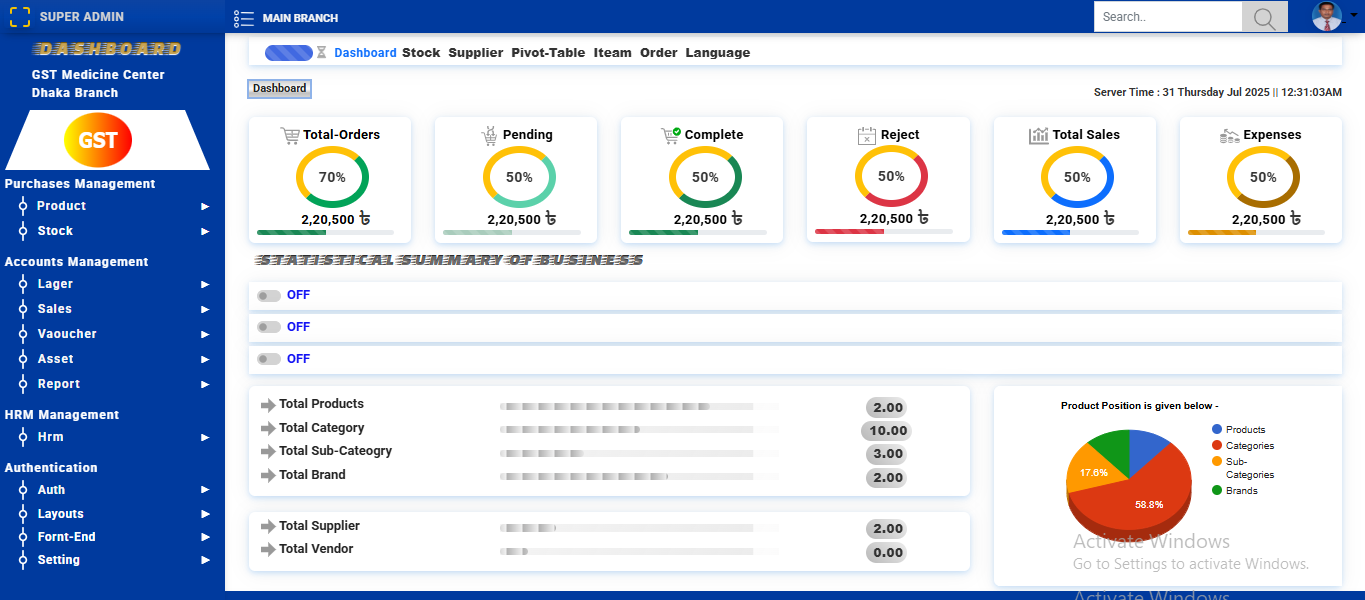 SUPER ADMIN
MAIN BRANCH
Search..
DASHBOARD
GST Medicine Center
Dhaka Branch
GST
Purchases Management
Product
Stock
Accounts Management
Lager
Sales
Vaoucher
Asset
Report
HRM Management
Hrm
Authentication
Auth
Layouts
Fornt-End
Setting
Dashboard Stock Supplier Pivot-Table Iteam Order Language
Dashboard
Server Time : 31 Thursday Jul 2025 || 12:31:03AM
Total-Orders
70%
2,20,500 ৳
Pending
50%
2,20,500 ৳
Complete
50%
2,20,500 ৳
Reject
50%
2,20,500 ৳
Total Sales
50%
2,20,500 ৳
Expenses
50%
2,20,500 ৳
STATISTICAL SUMMARY OF BUSINESS
OFF
OFF
OFF
Total Products 2.00
Total Category 10.00
Total Sub-Cateogry 3.00
Total Brand 2.00
Total Supplier 2.00
Total Vendor 0.00
Product Position is given below -
17.6%
58.8%
Products
Categories
Sub-
Categories
Brands
Activate Windows
Go to Settings to activate Windows.
Activate Windows